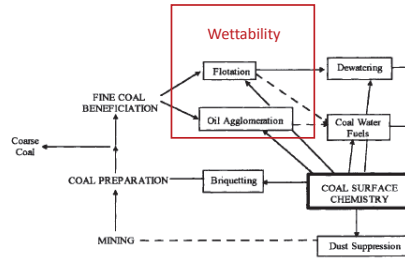 Wettability
Flotation
Dewatering
FINE COAL
BENEFICIATION
Oil Agglomeration
Coal Water
Fuels
Coarse
Coal
COAL PREPARATION
Briquetting
COAL SURFACE
CHEMISTRY
MINING
Dust Suppression